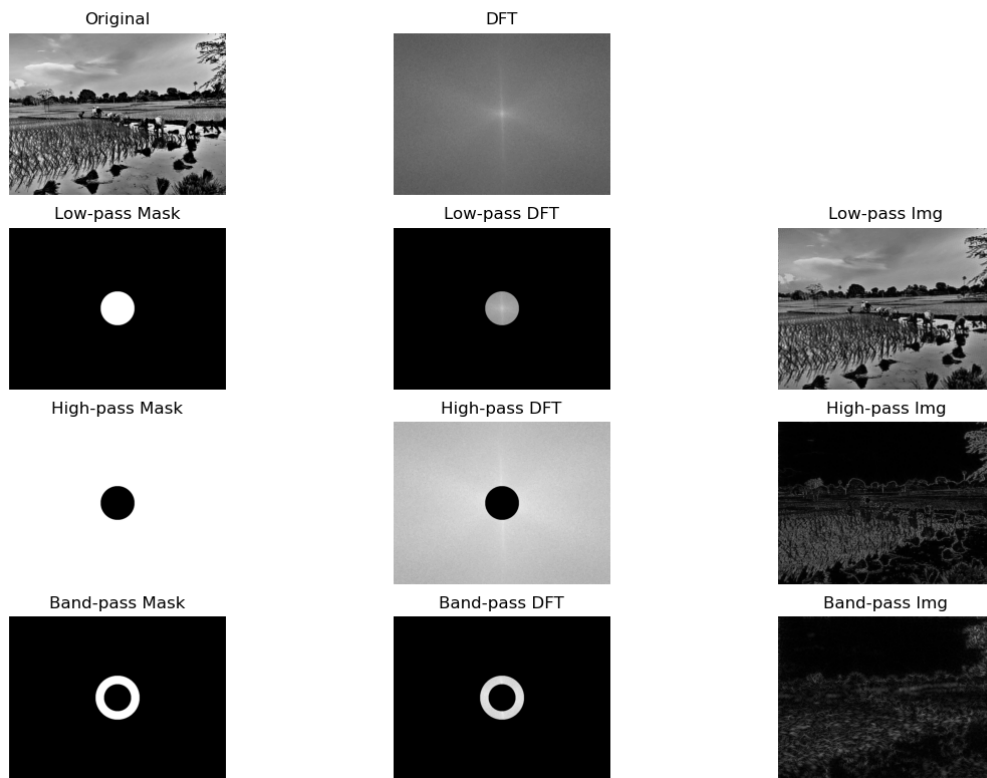 Original
DFT
Low-pass Mask
Low-pass DFT
Low-pass Img
High-pass Mask
High-pass DFT
High-pass Img
Band-pass Mask
Band-pass DFT
Band-pass Img